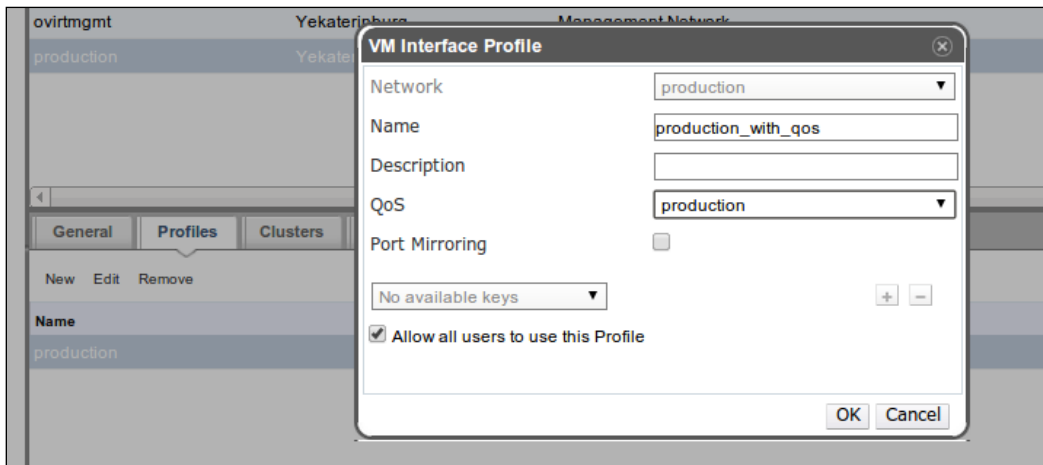 ovirtmgmt Yekaterinburg Management Network
production Yekate
VM Interface Profile
Network production
Name production_with_qos
Description
QoS production
General Profiles Clusters
Port Mirroring
New Edit Remove
No available keys
Name
Allow all users to use this Profile
production
OK Cancel